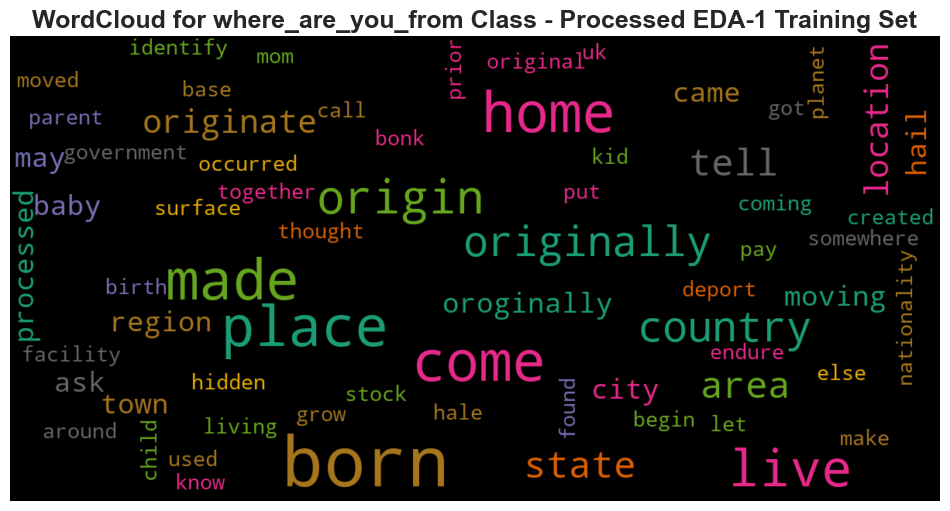 WordCloud for where_are_you_from Class - Processed EDA-1 Training Set
identify
mom
prior
original
uk
planet
location
moved
base
call
home
came
got
hail
parent
originate
bonk
may
government
occurred
kid
tell
together
put
processed
baby
surface
origin
coming
created
thought
originally
pay
somewhere
birth
made
deport
moving
nationality
region
place
oroginally
country
facility
come
endure
ask
hidden
stock
city
area
else
town
grow
hale
found
begin
let
around
child
living
make
used
know
born
state
live